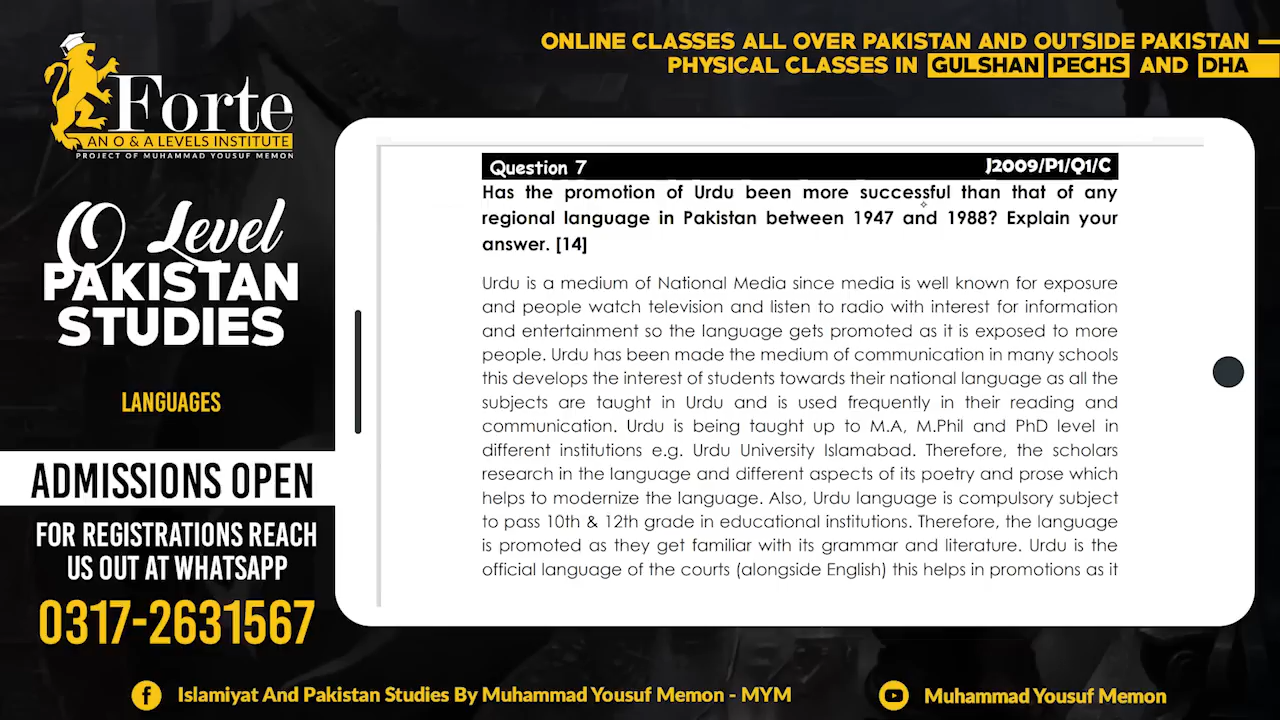 Forte
AN O & A LEVELS INSTITUTE
PROJECT OF MUHAMMAD YOUSUF MEMON
ONLINE CLASSES ALL OVER PAKISTAN AND OUTSIDE PAKISTAN
PHYSICAL CLASSES IN GULSHAN PECHS AND DHA
O Level
PAKISTAN
STUDIES
LANGUAGES
ADMISSIONS OPEN
FOR REGISTRATIONS REACH
US OUT AT WHATSAPP
0317-2631567
Question 7 J2009/P1/Q1/C
Has the promotion of Urdu been more successful than that of any
regional language in Pakistan between 1947 and 1988? Explain your
answer. [14]
Urdu is a medium of National Media since media is well known for exposure
and people watch television and listen to radio with interest for information
and entertainment so the language gets promoted as it is exposed to more
people. Urdu has been made the medium of communication in many schools
this develops the interest of students towards their national language as all the
subjects are taught in Urdu and is used frequently in their reading and
communication. Urdu is being taught up to M.A, M.Phil and PhD level in
different institutions e.g. Urdu University Islamabad. Therefore, the scholars
research in the language and different aspects of its poetry and prose which
helps to modernize the language. Also, Urdu language is compulsory subject
to pass 10th & 12th grade in educational institutions. Therefore, the language
is promoted as they get familiar with its grammar and literature. Urdu is the
official language of the courts (alongside English) this helps in promotions as it
Islamiyat And Pakistan Studies By Muhammad Yousuf Memon - MYM
Muhammad Yousuf Memon